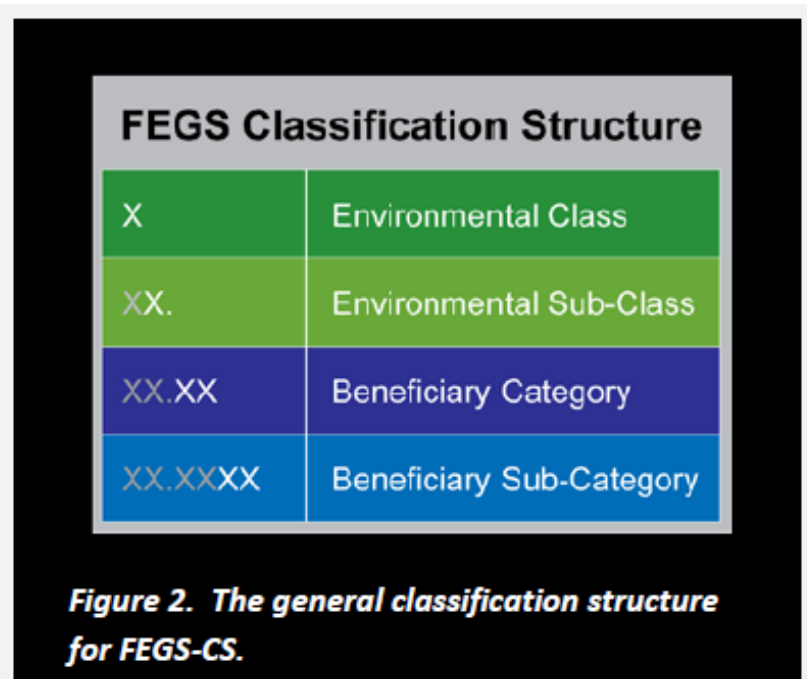 FEGS Classification Structure
X Environmental Class
XX. Environmental Sub-Class
XX.XX Beneficiary Category
XX.XXXX Beneficiary Sub-Category
Figure 2. The general classification structure
for FEGS-CS.